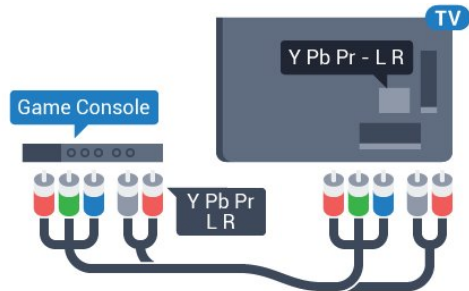 TV
Y Pb Pr - L R
Game Console
Y Pb Pr
L R